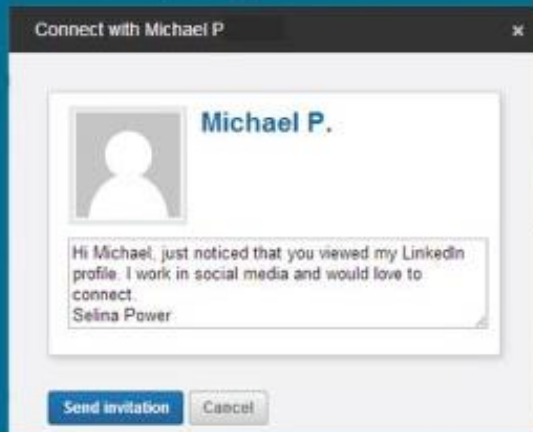 Connect with Michael P
×
Michael P.
Hi Michael, just noticed that you viewed my LinkedIn
profile. I work in social media and would love to
connect.
Selina Power
Send invitation
Cancel